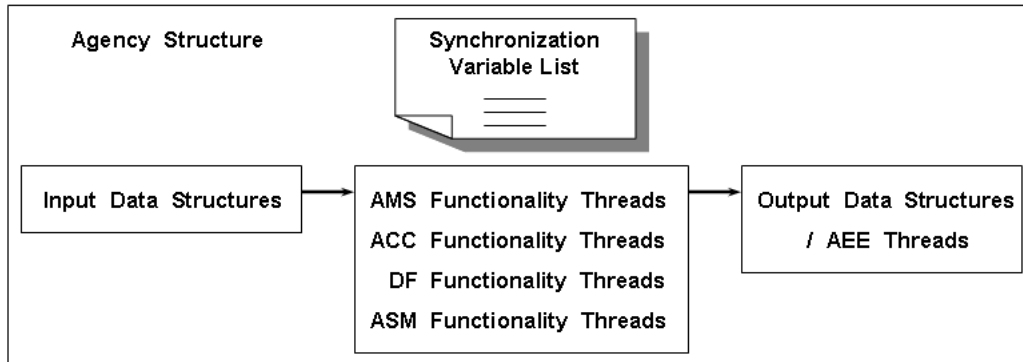 Agency Structure
Synchronization
Variable List
Input Data Structures
AMS Functionality Threads
ACC Functionality Threads
DF Functionality Threads
ASM Functionality Threads
Output Data Structures
/ AEE Threads